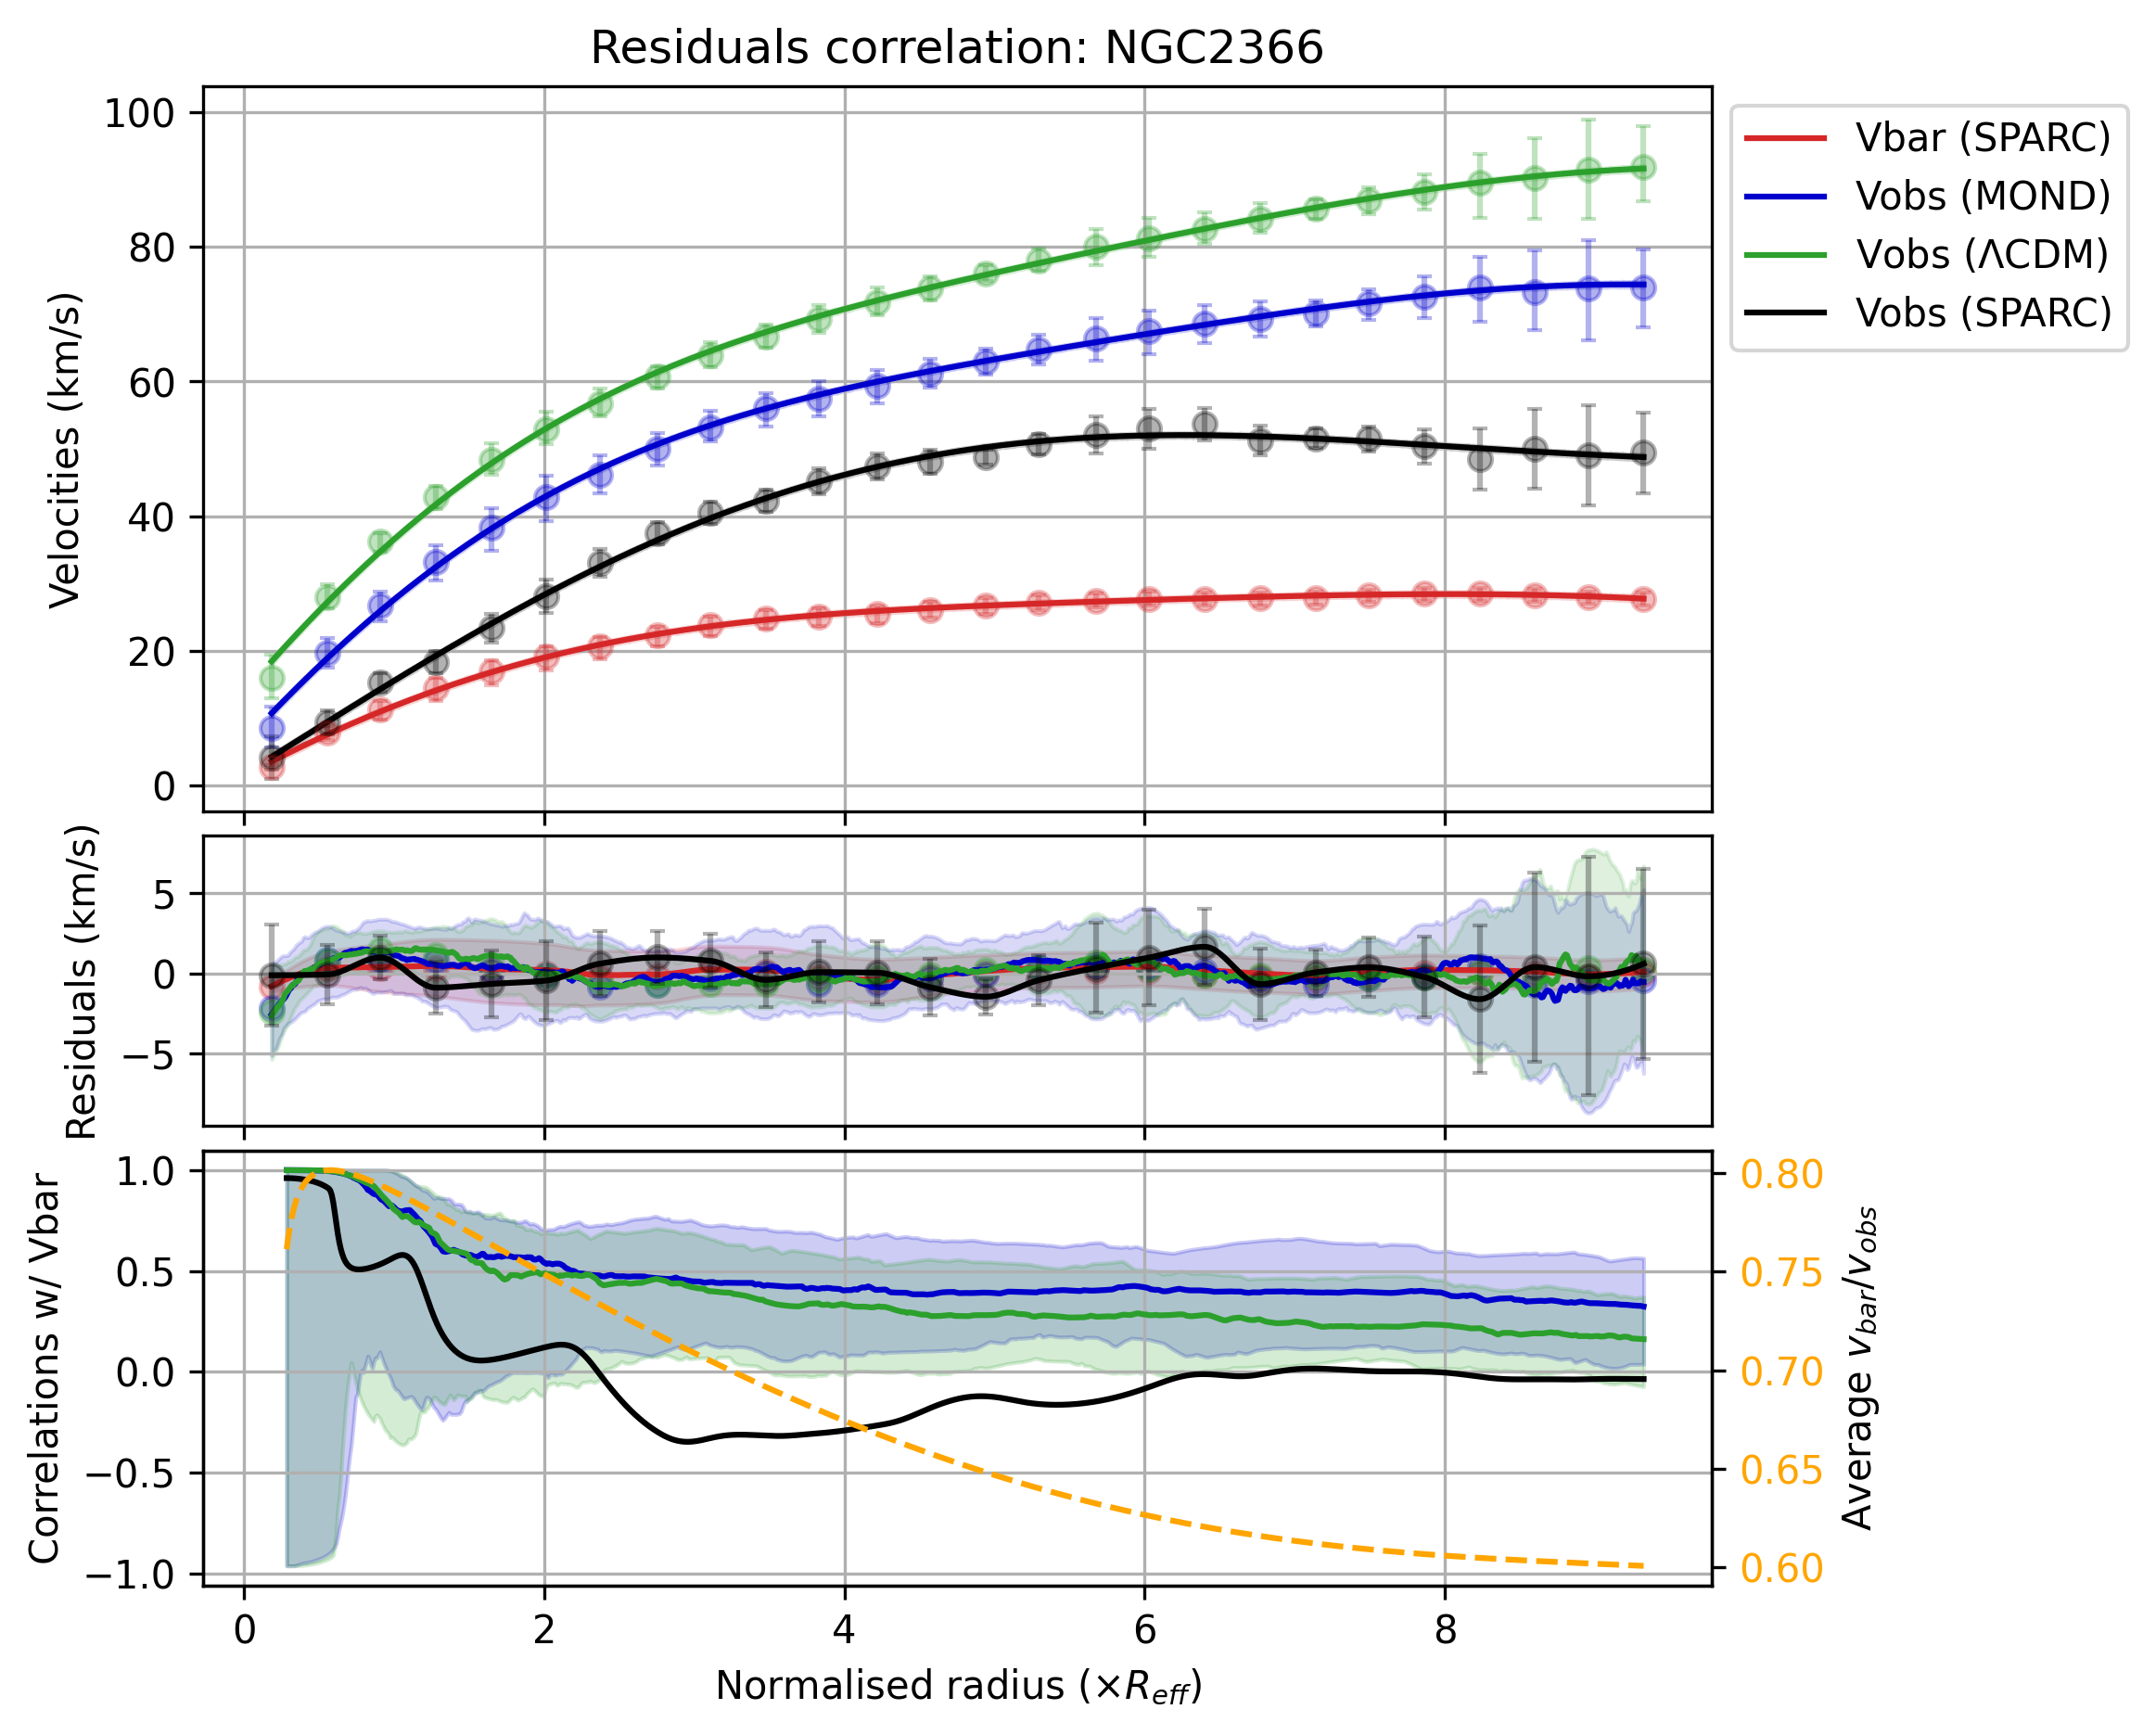 Residuals correlation: NGC2366
Velocities (km/s)
100
80
60
40
20
0
Vbar (SPARC)
Vobs (MOND)
Vobs (ΛCDM)
Vobs (SPARC)
Residuals (km/s)
5
0
−5
Correlations w/ Vbar
1.0
0.5
0.0
−0.5
−1.0
0.80
0.75
0.70
0.65
0.60
Average v_bar/v_obs
0 2 4 6 8
Normalised radius (×R_eff)